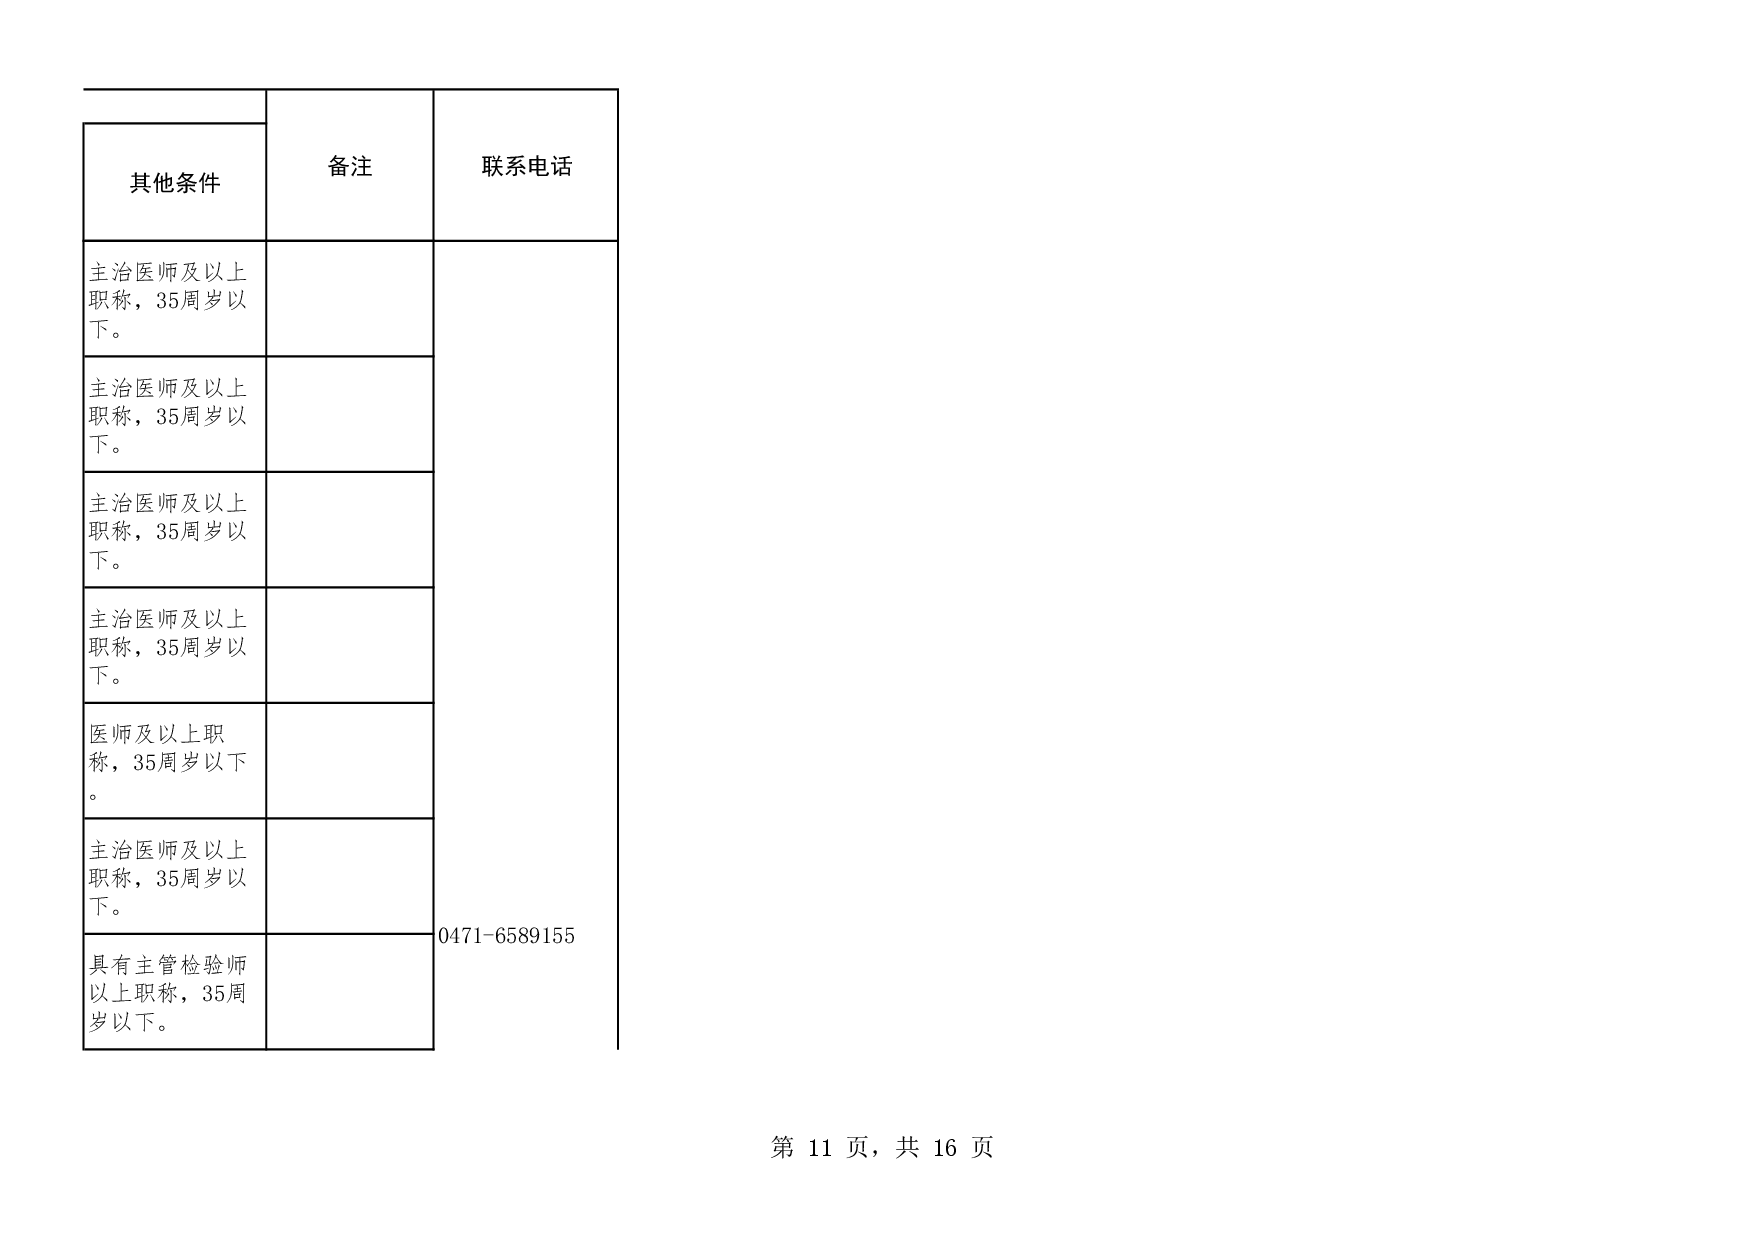 其他条件
备注
联系电话
主治医师及以上
职称，35周岁以
下。
主治医师及以上
职称，35周岁以
下。
主治医师及以上
职称，35周岁以
下。
主治医师及以上
职称，35周岁以
下。
医师及以上职
称，35周岁以下
。
主治医师及以上
职称，35周岁以
下。
0471-6589155
具有主管检验师
以上职称，35周
岁以下。
第 11 页，共 16 页